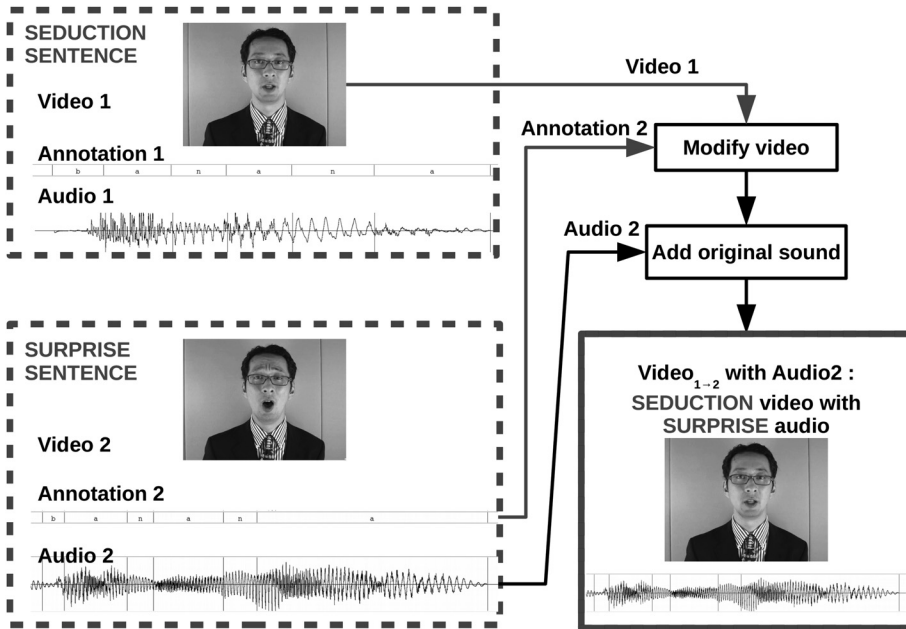 SEDUCTION
SENTENCE
Video 1
Annotation 1
b a n a n a
Audio 1
SURPRISE
SENTENCE
Video 2
Annotation 2
b a n a n a
Audio 2
Video 1
Annotation 2
Modify video
Audio 2
Add original sound
Video1→2 with Audio2 :
SEDUCTION video with
SURPRISE audio